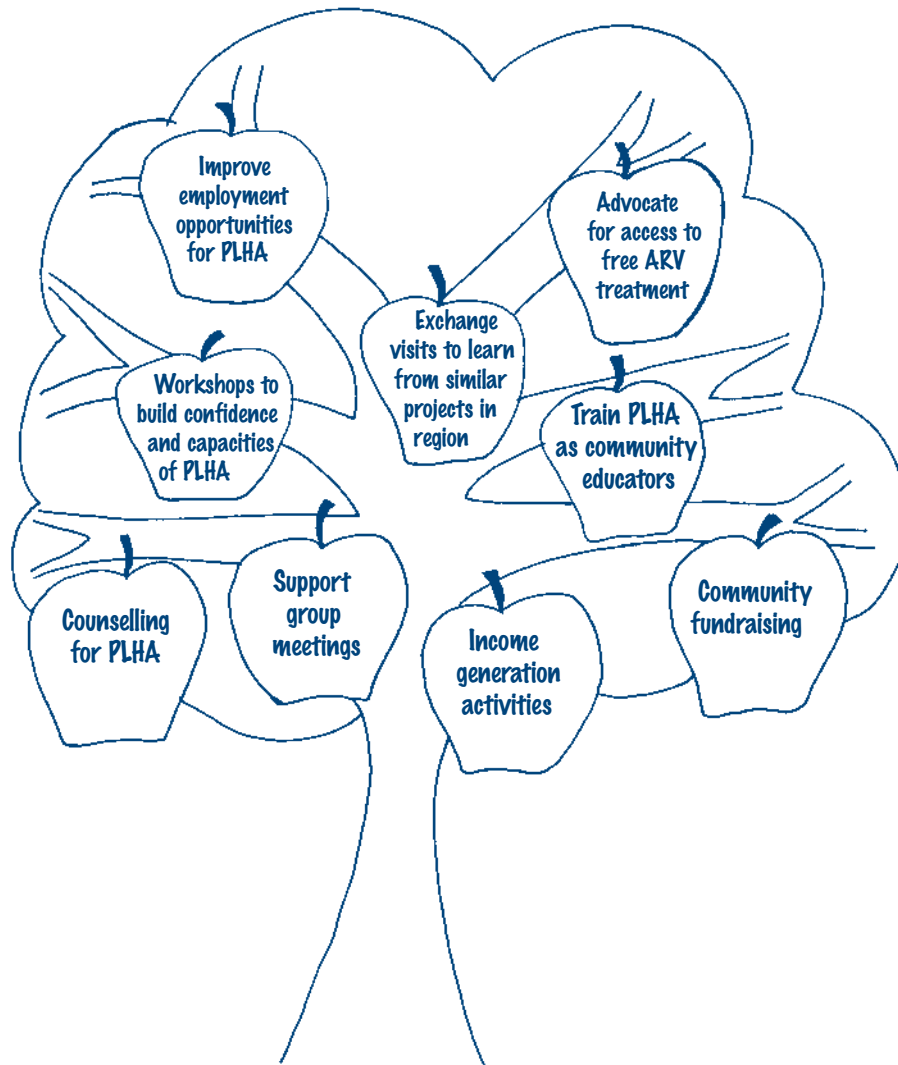 Improve
employment
opportunities
for PLHA
Advocate
for access to
free ARV
treatment
Exchange
visits to learn
from similar
projects in
region
Workshops to
build confidence
and capacities
of PLHA
Train PLHA
as community
educators
Counselling
for PLHA
Support
group
meetings
Income
generation
activities
Community
fundraising